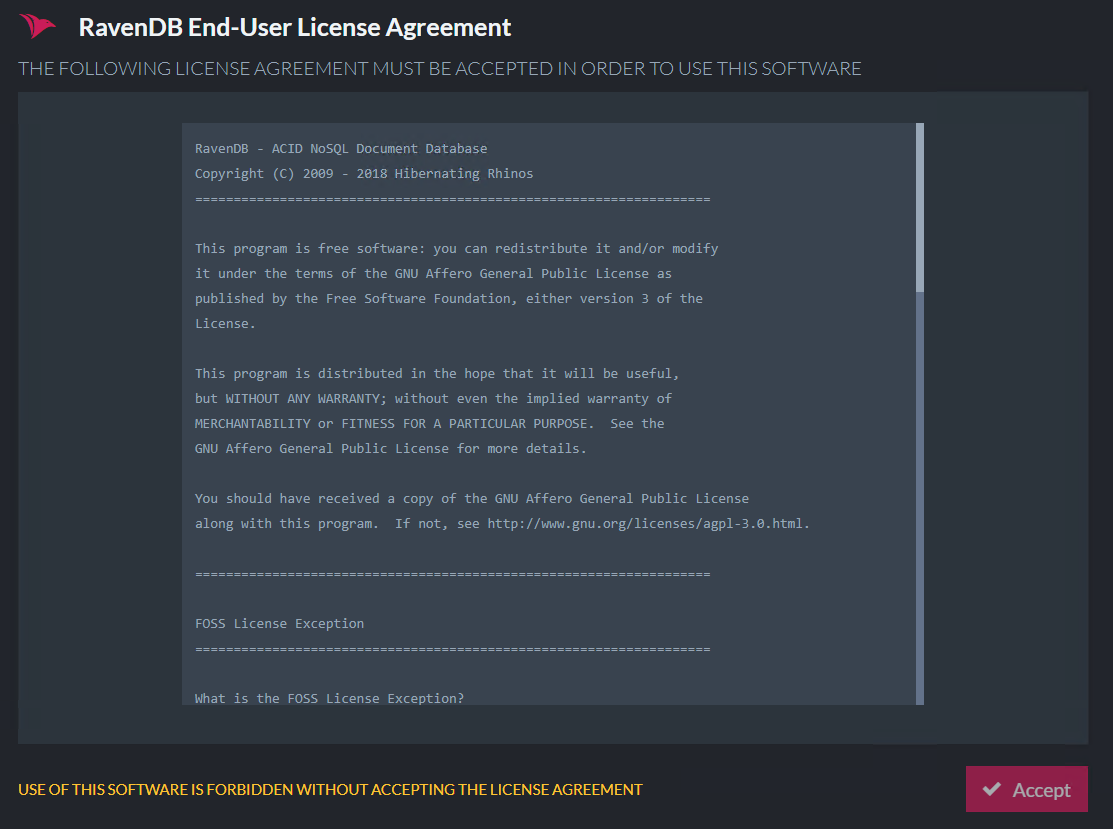 RavenDB End-User License Agreement
THE FOLLOWING LICENSE AGREEMENT MUST BE ACCEPTED IN ORDER TO USE THIS SOFTWARE
RavenDB - ACID NoSQL Document Database
Copyright (C) 2009 - 2018 Hibernating Rhinos
===================================================================
This program is free software: you can redistribute it and/or modify
it under the terms of the GNU Affero General Public License as
published by the Free Software Foundation, either version 3 of the
License.
This program is distributed in the hope that it will be useful,
but WITHOUT ANY WARRANTY; without even the implied warranty of
MERCHANTABILITY or FITNESS FOR A PARTICULAR PURPOSE.  See the
GNU Affero General Public License for more details.
You should have received a copy of the GNU Affero General Public License
along with this program.  If not, see http://www.gnu.org/licenses/agpl-3.0.html.
===================================================================
FOSS License Exception
===================================================================
What is the FOSS License Exception?
USE OF THIS SOFTWARE IS FORBIDDEN WITHOUT ACCEPTING THE LICENSE AGREEMENT
Accept